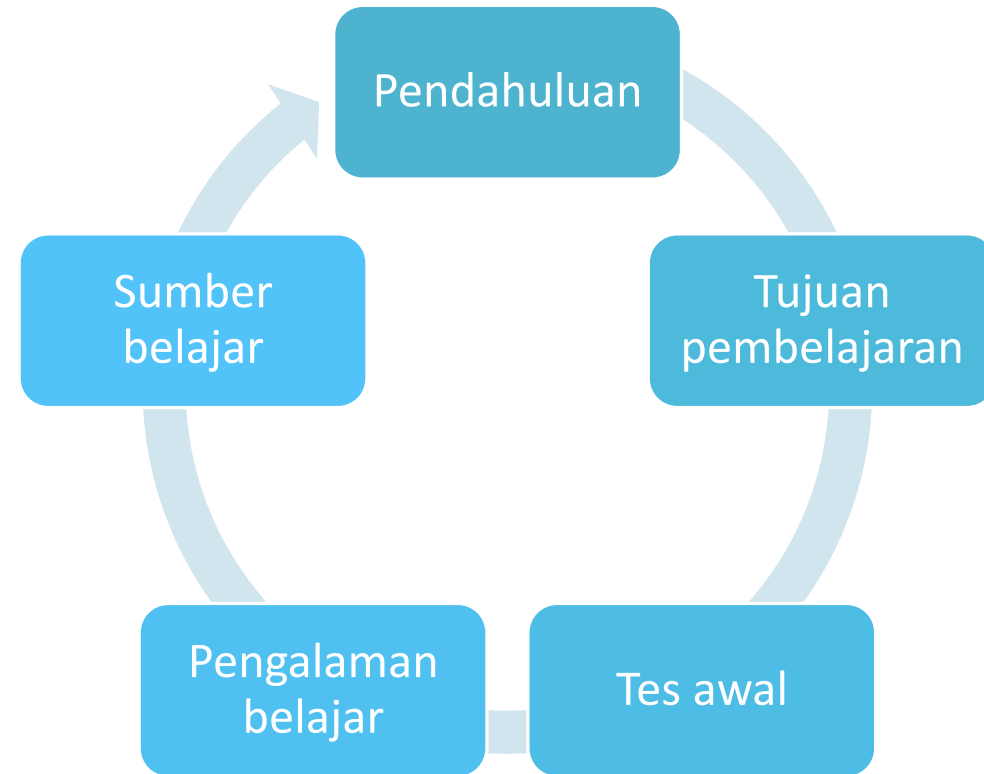 Pendahuluan
Tujuan
pembelajaran
Tes awal
Pengalaman
belajar
Sumber
belajar